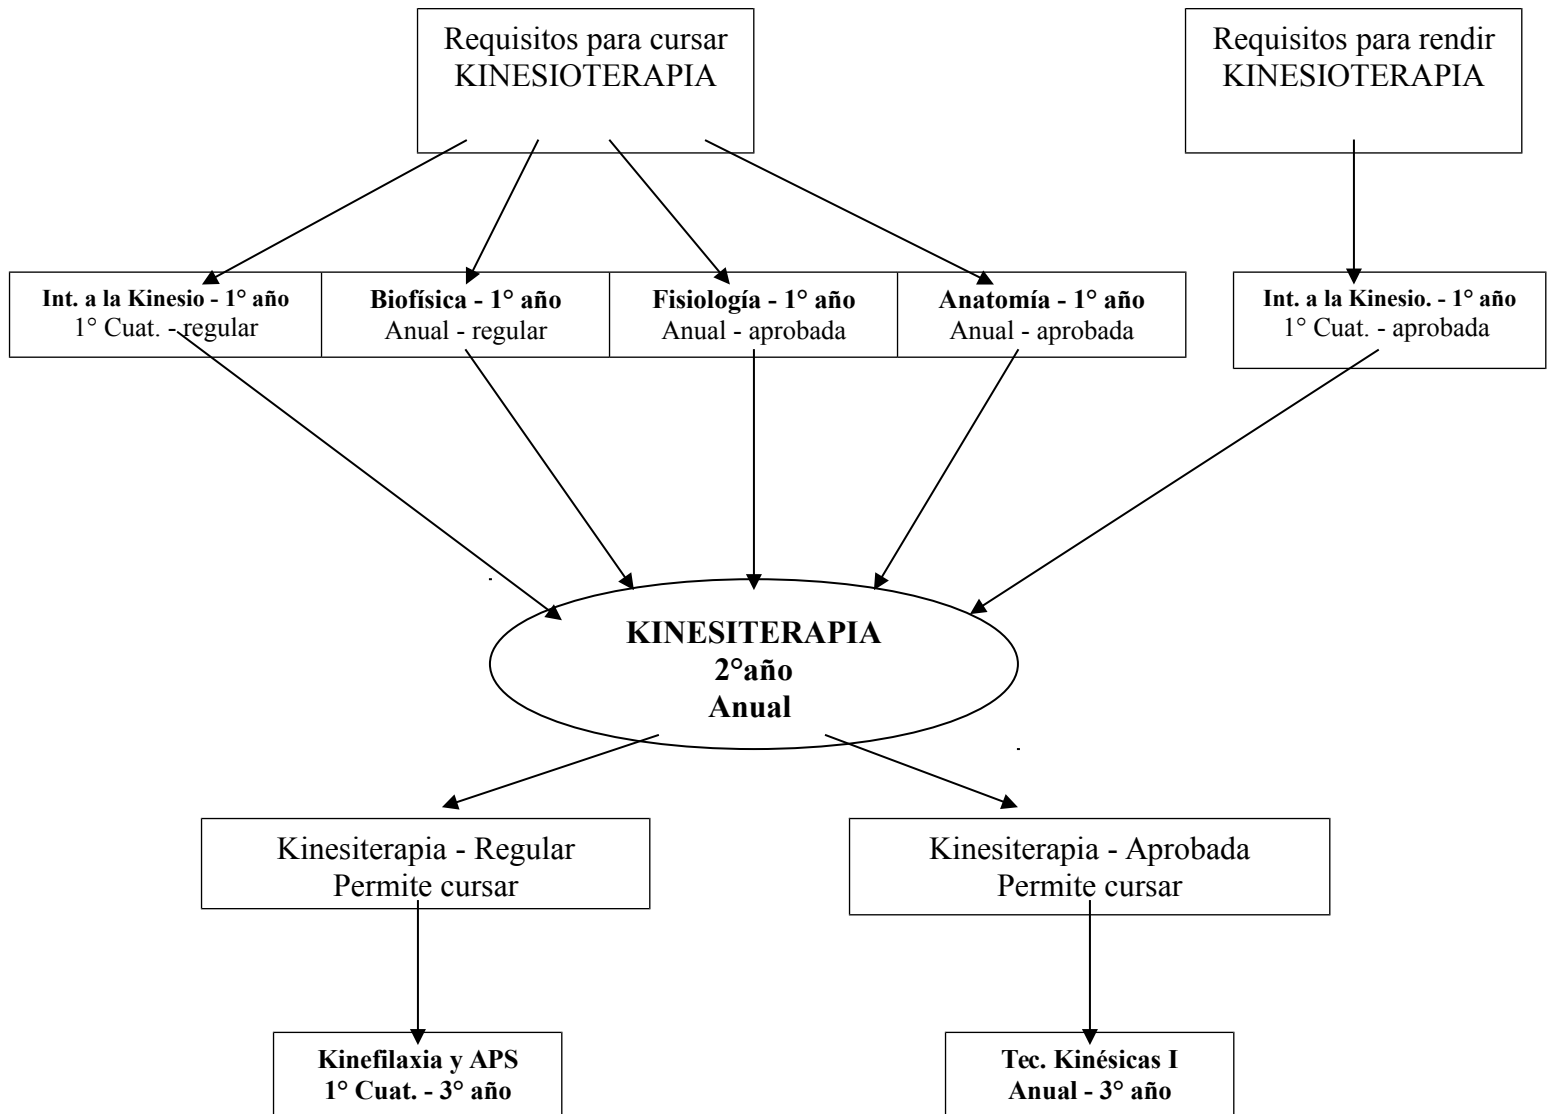 Requisitos para cursar
KINESIOTERAPIA
Requisitos para rendir
KINESIOTERAPIA
Int. a la Kinesio - 1° año
1° Cuat. - regular
Biofísica - 1° año
Anual - regular
Fisiología - 1° año
Anual - aprobada
Anatomía - 1° año
Anual - aprobada
Int. a la Kinesio. - 1° año
1° Cuat. - aprobada
KINESITERAPIA
2°año
Anual
Kinesiterapia - Regular
Permite cursar
Kinesiterapia - Aprobada
Permite cursar
Kinefilaxia y APS
1° Cuat. - 3° año
Tec. Kinésicas I
Anual - 3° año